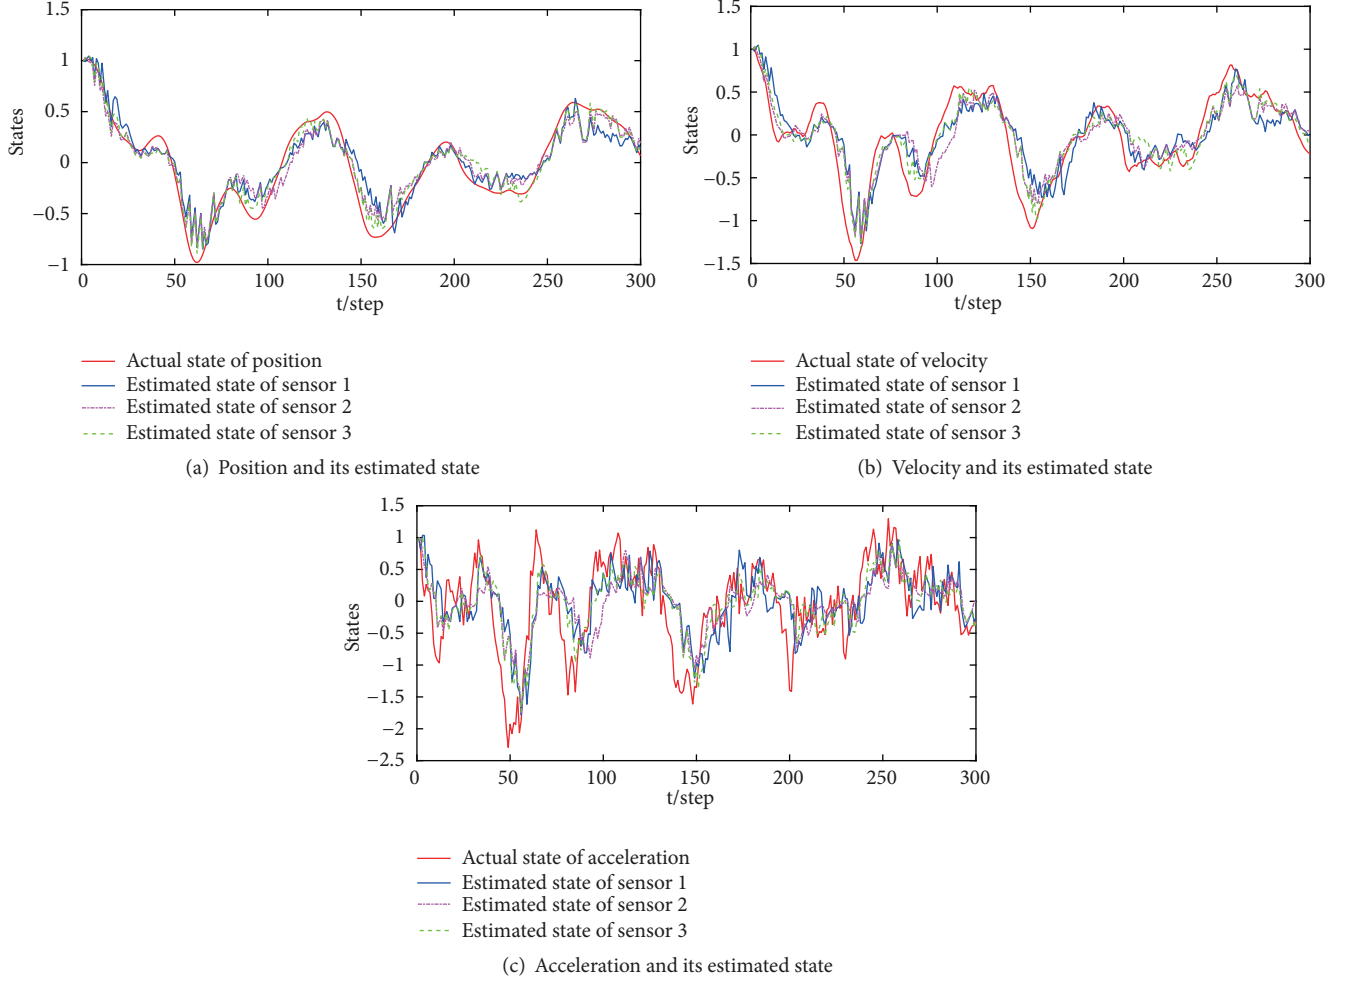 1.5
1
0.5
0
−0.5
−1
States
0 50 100 150 200 250 300
t/step
Actual state of position
Estimated state of sensor 1
Estimated state of sensor 2
Estimated state of sensor 3
(a) Position and its estimated state
1.5
1
0.5
0
−0.5
−1
−1.5
States
0 50 100 150 200 250 300
t/step
Actual state of velocity
Estimated state of sensor 1
Estimated state of sensor 2
Estimated state of sensor 3
(b) Velocity and its estimated state
1.5
1
0.5
0
−0.5
−1
−1.5
−2
−2.5
States
0 50 100 150 200 250 300
t/step
Actual state of acceleration
Estimated state of sensor 1
Estimated state of sensor 2
Estimated state of sensor 3
(c) Acceleration and its estimated state